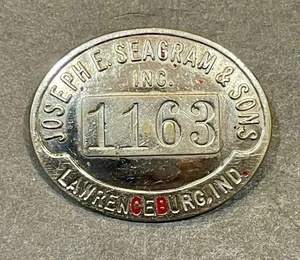 JOSEPH E. SEAGRAM & SONS
INC.
1163
LAWRENCEBURG, IND.